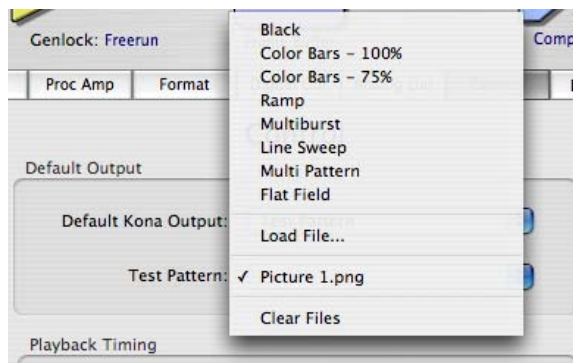 Genlock: Freerun
Comp
Proc Amp
Format
Default Output
Default Kona Output:
Test Pattern:
Black
Color Bars – 100%
Color Bars – 75%
Ramp
Multiburst
Line Sweep
Multi Pattern
Flat Field
Load File...
✓ Picture 1.png
Clear Files
Playback Timing